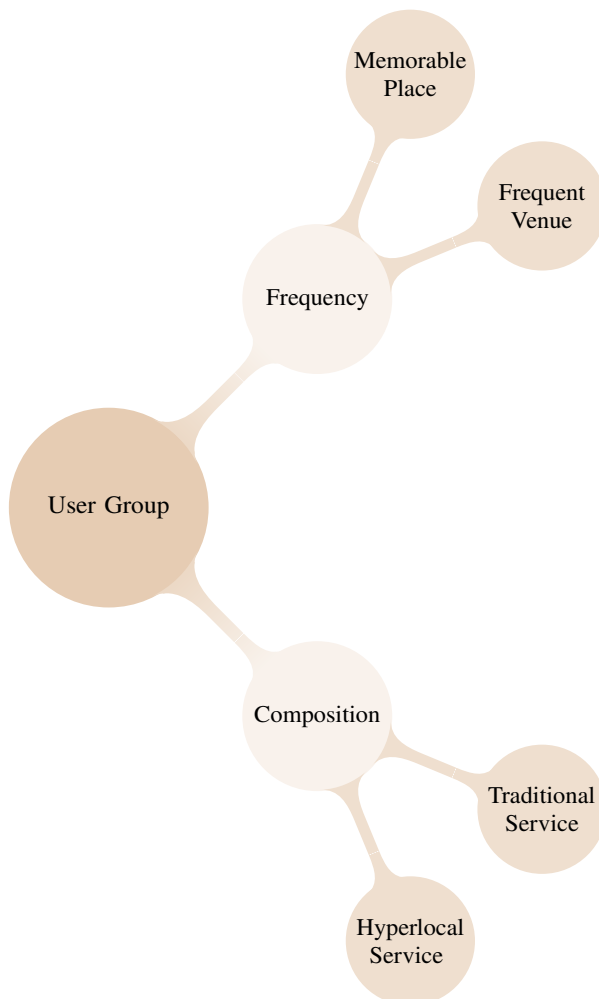 Memorable
Place
Frequent
Venue
Frequency
User Group
Composition
Traditional
Service
Hyperlocal
Service